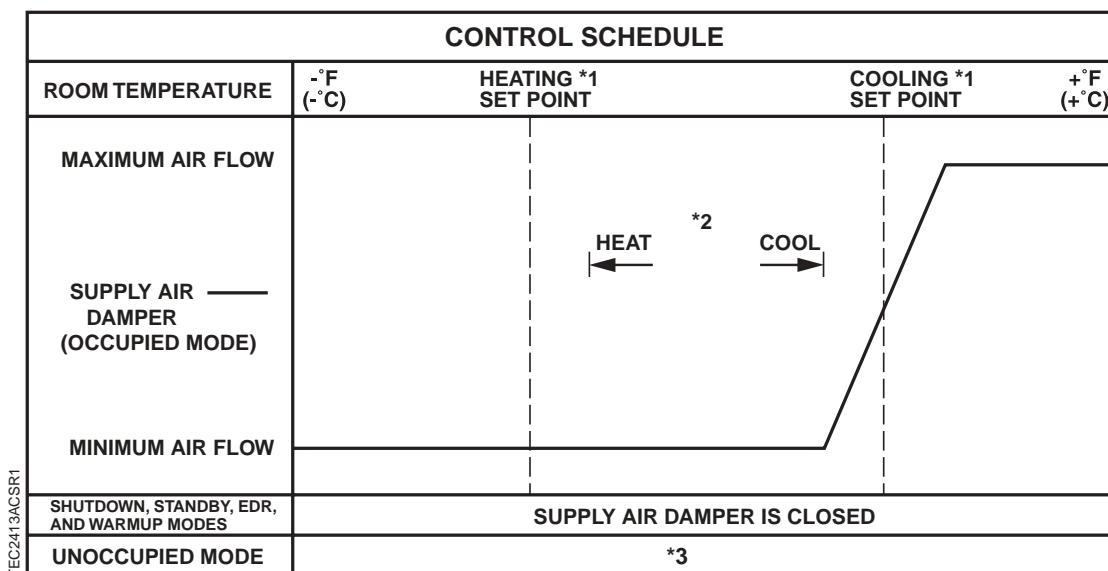 CONTROL SCHEDULE
ROOM TEMPERATURE
-°F
(-°C)
HEATING *1
SET POINT
COOLING *1
SET POINT
+°F
(+°C)
MAXIMUM AIR FLOW
*2
HEAT
COOL
SUPPLY AIR
DAMPER
(OCCUPIED MODE)
MINIMUM AIR FLOW
SHUTDOWN, STANDBY, EDR,
AND WARMUP MODES
SUPPLY AIR DAMPER IS CLOSED
UNOCCUPIED MODE
*3
TEC2413ACSR1